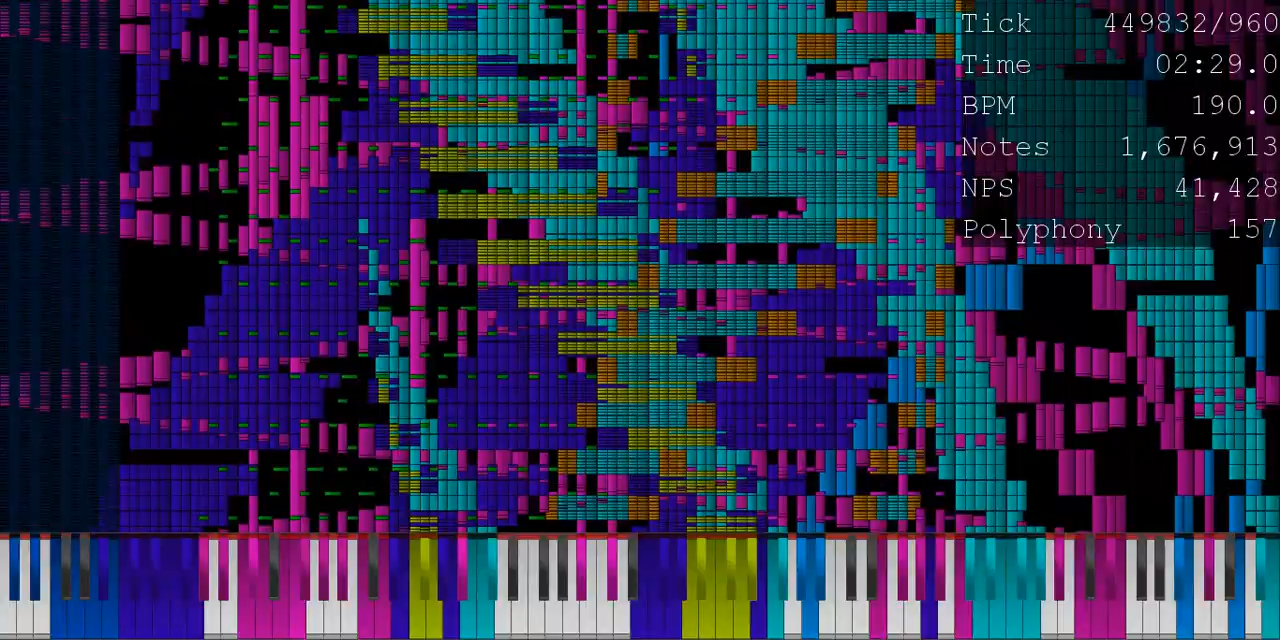 Tick 449832/960
Time 02:29.0
BPM 190.0
Notes 1,676,913
NPS 41,428
Polyphony 157